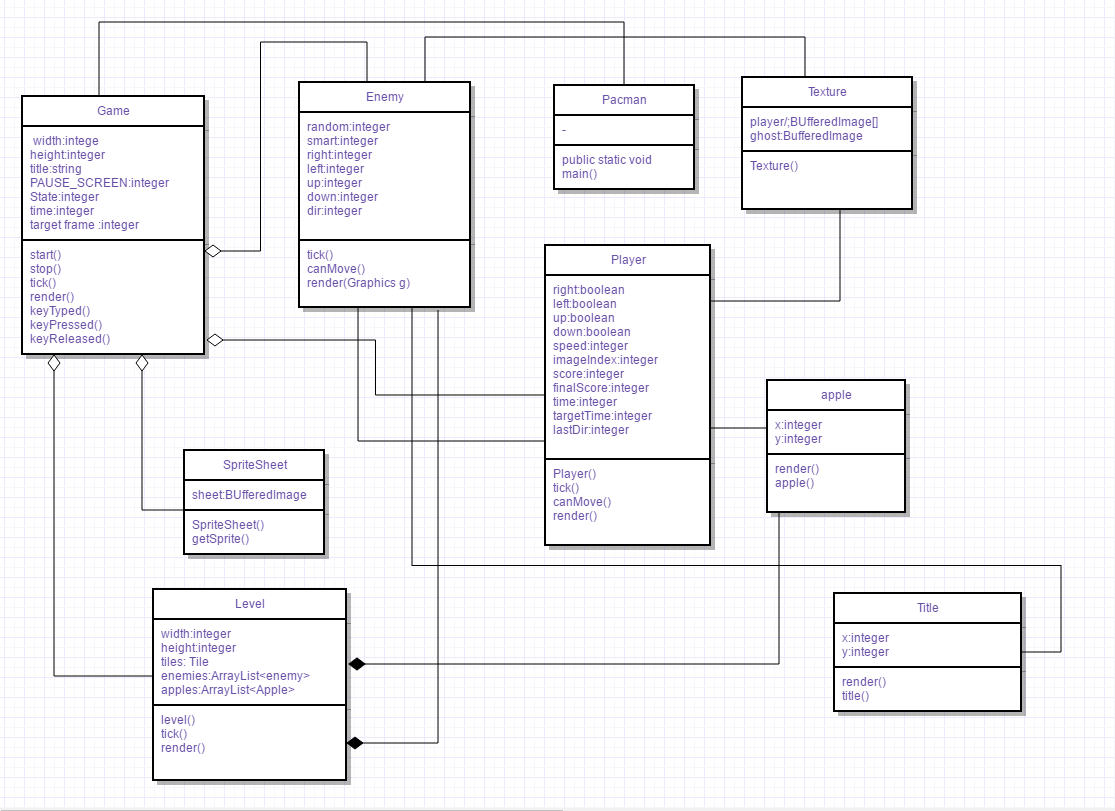 Game
width:intege
height:integer
title:string
PAUSE_SCREEN:integer
State:integer
time:integer
target frame :integer
start()
stop()
tick()
render()
keyTyped()
keyPressed()
keyReleased()
Enemy
random:integer
smart:integer
right:integer
left:integer
up:integer
down:integer
dir:integer
tick()
canMove()
render(Graphics g)
Pacman
-
public static void
main()
Texture
player/;BUfferedImage[]
ghost:BufferedImage
Texture()
Player
right:boolean
left:boolean
up:boolean
down:boolean
speed:integer
imageIndex:integer
score:integer
finalScore:integer
time:integer
targetTime:integer
lastDir:integer
Player()
tick()
canMove()
render()
apple
x:integer
y:integer
render()
apple()
SpriteSheet
sheet:BUfferedImage
SpriteSheet()
getSprite()
Level
width:integer
height:integer
tiles: Tile
enemies:ArrayList<enemy>
apples:ArrayList<Apple>
level()
tick()
render()
Title
x:integer
y:integer
render()
title()